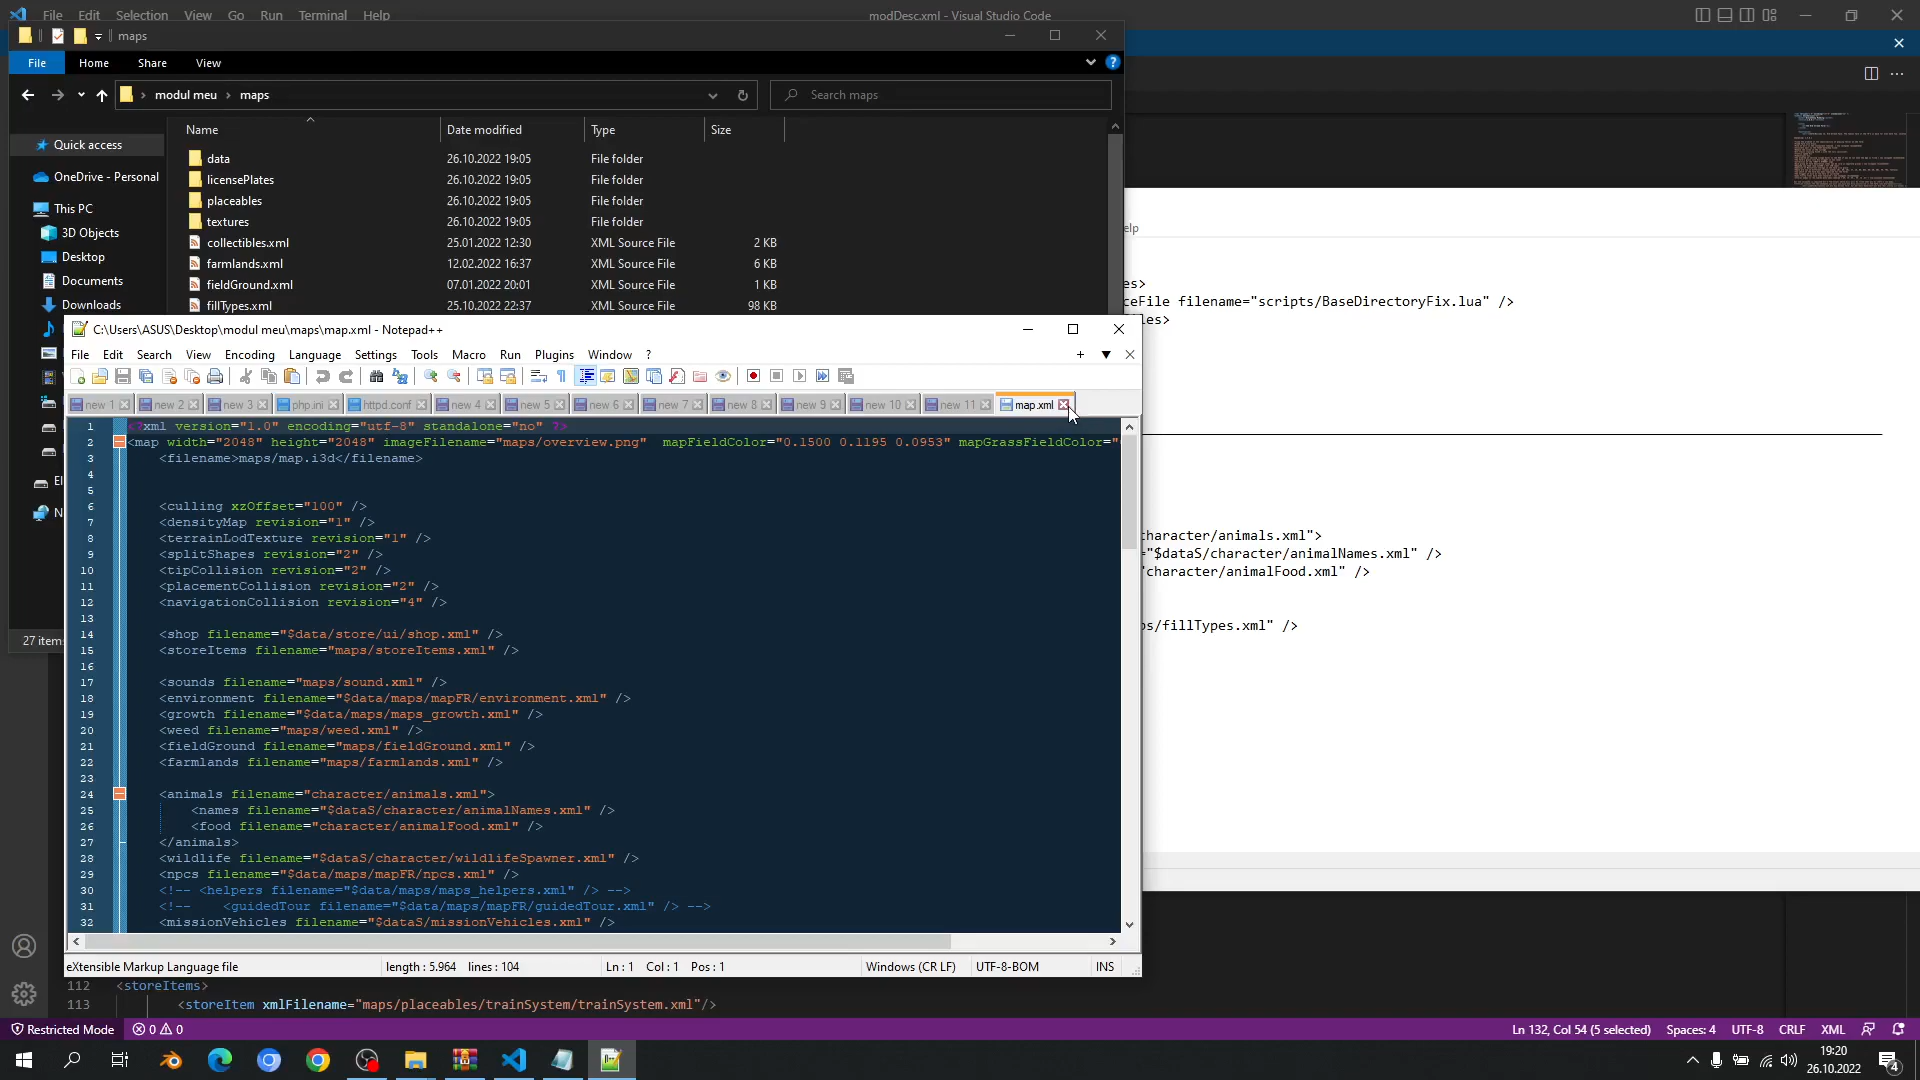 File Edit Selection View Go Run Terminal Help
modDesc.xml - Visual Studio Code
maps
File Home Share View
modul meu › maps
Search maps
Name Date modified Type Size
Quick access
OneDrive - Personal
This PC
3D Objects
Desktop
Documents
Downloads
data 26.10.2022 19:05 File folder
licensePlates 26.10.2022 19:05 File folder
placeables 26.10.2022 19:05 File folder
textures 26.10.2022 19:05 File folder
collectibles.xml 25.01.2022 12:30 XML Source File 2 KB
farmlands.xml 12.02.2022 16:37 XML Source File 6 KB
fieldGround.xml 07.01.2022 20:01 XML Source File 1 KB
fillTypes.xml 25.10.2022 22:37 XML Source File 98 KB
27 items
elp
es>
ceFile filename="scripts/BaseDirectoryFix.lua" />
les>
character/animals.xml">
="$dataS/character/animalNames.xml" />
"character/animalFood.xml" />
ps/fillTypes.xml" />
C:\Users\ASUS\Desktop\modul meu\maps\map.xml - Notepad++
File Edit Search View Encoding Language Settings Tools Macro Run Plugins Window ?
new 1 new 2 new 3 php.ini httpd.conf new 4 new 5 new 6 new 7 new 8 new 9 new 10 new 11 map.xml
1 <?xml version="1.0" encoding="utf-8" standalone="no" ?>
2 <map width="2048" height="2048" imageFilename="maps/overview.png" mapFieldColor="0.1500 0.1195 0.0953" mapGrassFieldColor="
3 <filename>maps/map.i3d</filename>
4
5
6 <culling xzOffset="100" />
7 <densityMap revision="1" />
8 <terrainLodTexture revision="1" />
9 <splitShapes revision="2" />
10 <tipCollision revision="2" />
11 <placementCollision revision="2" />
12 <navigationCollision revision="4" />
13
14 <shop filename="$data/store/ui/shop.xml" />
15 <storeItems filename="maps/storeItems.xml" />
16
17 <sounds filename="maps/sound.xml" />
18 <environment filename="$data/maps/mapFR/environment.xml" />
19 <growth filename="$data/maps/maps_growth.xml" />
20 <weed filename="maps/weed.xml" />
21 <fieldGround filename="maps/fieldGround.xml" />
22 <farmlands filename="maps/farmlands.xml" />
23
24 <animals filename="character/animals.xml">
25 <names filename="$dataS/character/animalNames.xml" />
26 <food filename="character/animalFood.xml" />
27 </animals>
28 <wildlife filename="$dataS/character/wildlifeSpawner.xml" />
29 <npcs filename="$data/maps/mapFR/npcs.xml" />
30 <!-- <helpers filename="$data/maps/maps_helpers.xml" /> -->
31 <!-- <guidedTour filename="$data/maps/mapFR/guidedTour.xml" /> -->
32 <missionVehicles filename="$dataS/missionVehicles.xml" />
eXtensible Markup Language file length : 5.964 lines : 104 Ln : 1 Col : 1 Pos : 1 Windows (CR LF) UTF-8-BOM INS
112 <storeItems>
113 <storeItem xmlFilename="maps/placeables/trainSystem/trainSystem.xml"/>
Restricted Mode 0 0 Ln 132, Col 54 (5 selected) Spaces: 4 UTF-8 CRLF XML
19:20
26.10.2022
4